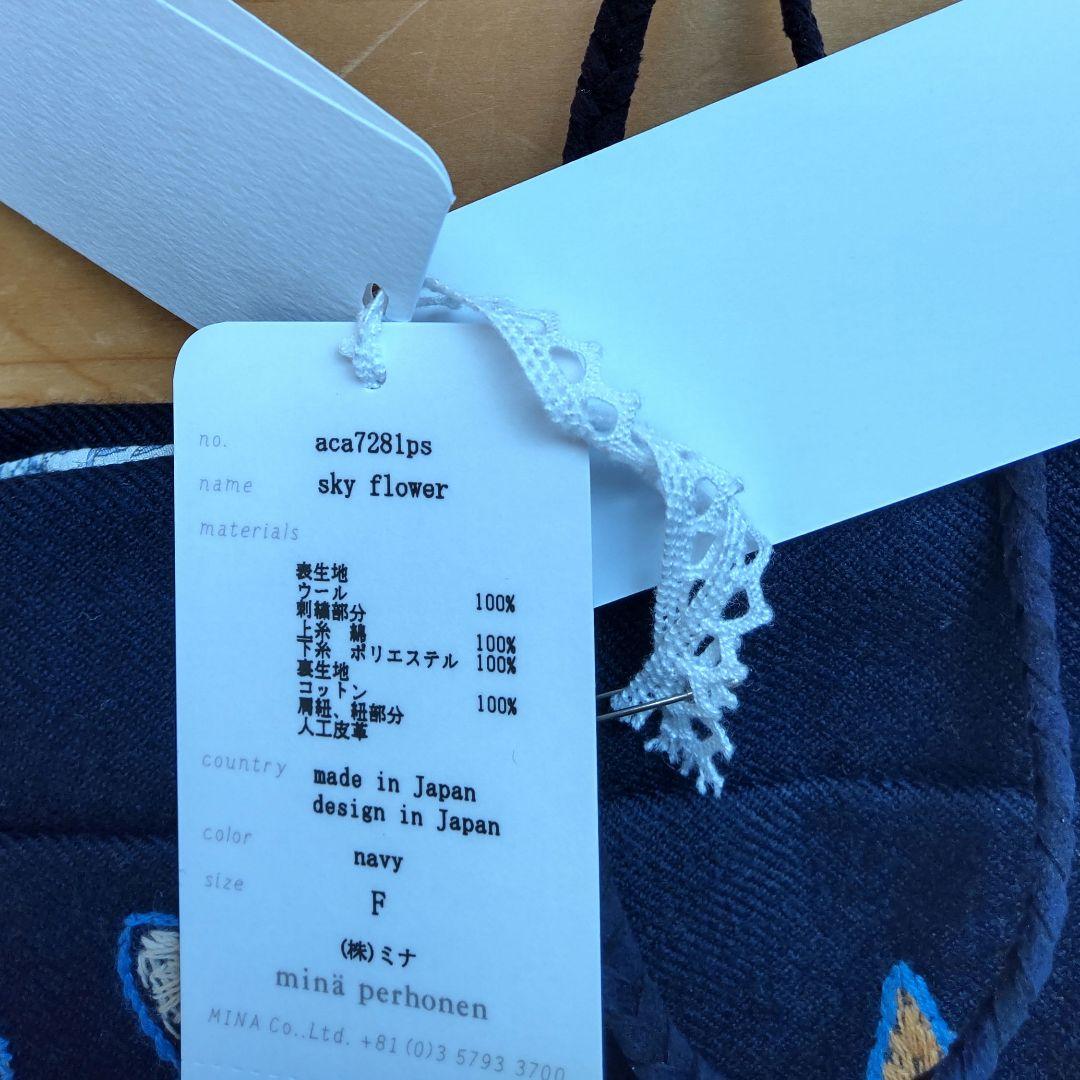 no. aca7281ps
name sky flower
materials
表生地
ウール 100%
刺繍部分
上糸 綿 100%
下糸 ポリエステル 100%
裏生地
コットン 100%
肩紐、紐部分
人工皮革
country made in Japan
design in Japan
color navy
size F
(株)ミナ
minä perhonen
MINA Co.,Ltd. +81 (0)3 5793 3700